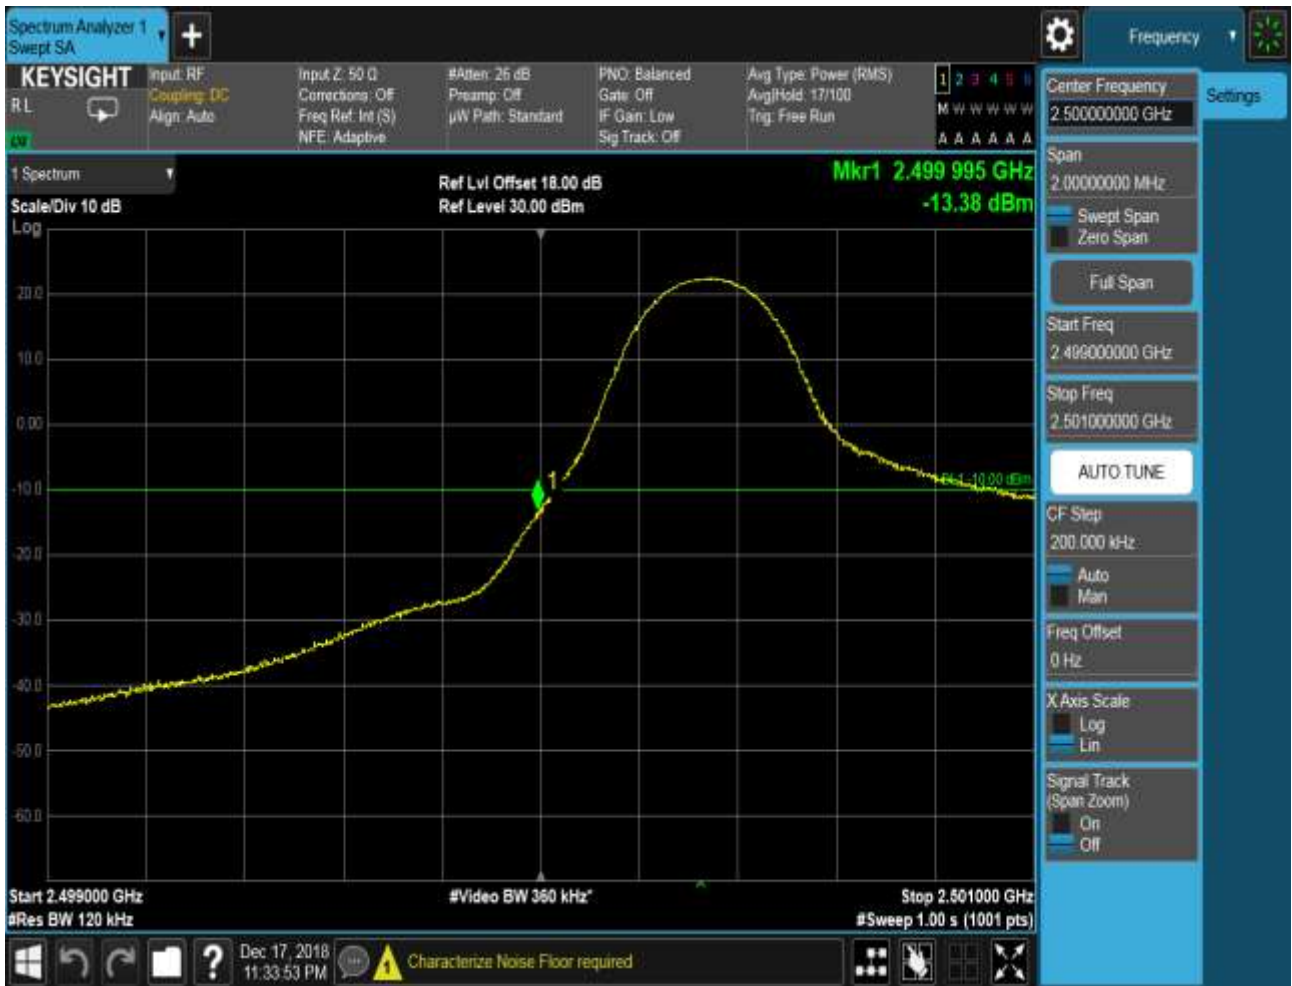 Spectrum Analyzer 1
Swept SA
+
Frequency
KEYSIGHT
RL
LXI
Input: RF
Coupling: DC
Align: Auto
Input Z: 50 Ω
Corrections: Off
Freq Ref: Int (S)
NFE: Adaptive
#Atten: 26 dB
Preamp: Off
µW Path: Standard
PNO: Balanced
Gate: Off
IF Gain: Low
Sig Track: Off
Avg Type: Power (RMS)
Avg|Hold: 17/100
Trig: Free Run
1 2 3 4 5 6
M W W W W W
A A A A A A
1 Spectrum
Scale/Div 10 dB
Log
Ref Lvl Offset 18.00 dB
Ref Level 30.00 dBm
Mkr1 2.499 995 GHz
-13.38 dBm
20.0
10.0
0.00
-10.0
-20.0
-30.0
-40.0
-50.0
-60.0
1
DL1 -10.00 dBm
Start 2.499000 GHz
#Res BW 120 kHz
#Video BW 360 kHz*
Stop 2.501000 GHz
#Sweep 1.00 s (1001 pts)
Center Frequency
2.500000000 GHz
Settings
Span
2.00000000 MHz
Swept Span
Zero Span
Full Span
Start Freq
2.499000000 GHz
Stop Freq
2.501000000 GHz
AUTO TUNE
CF Step
200.000 kHz
Auto
Man
Freq Offset
0 Hz
X Axis Scale
Log
Lin
Signal Track
(Span Zoom)
On
Off
?
Dec 17, 2018
11:33:53 PM
1
Characterize Noise Floor required